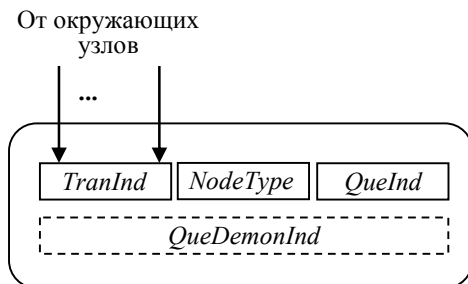 От окружающих
узлов
...
TranInd NodeType QueInd
QueDemonInd